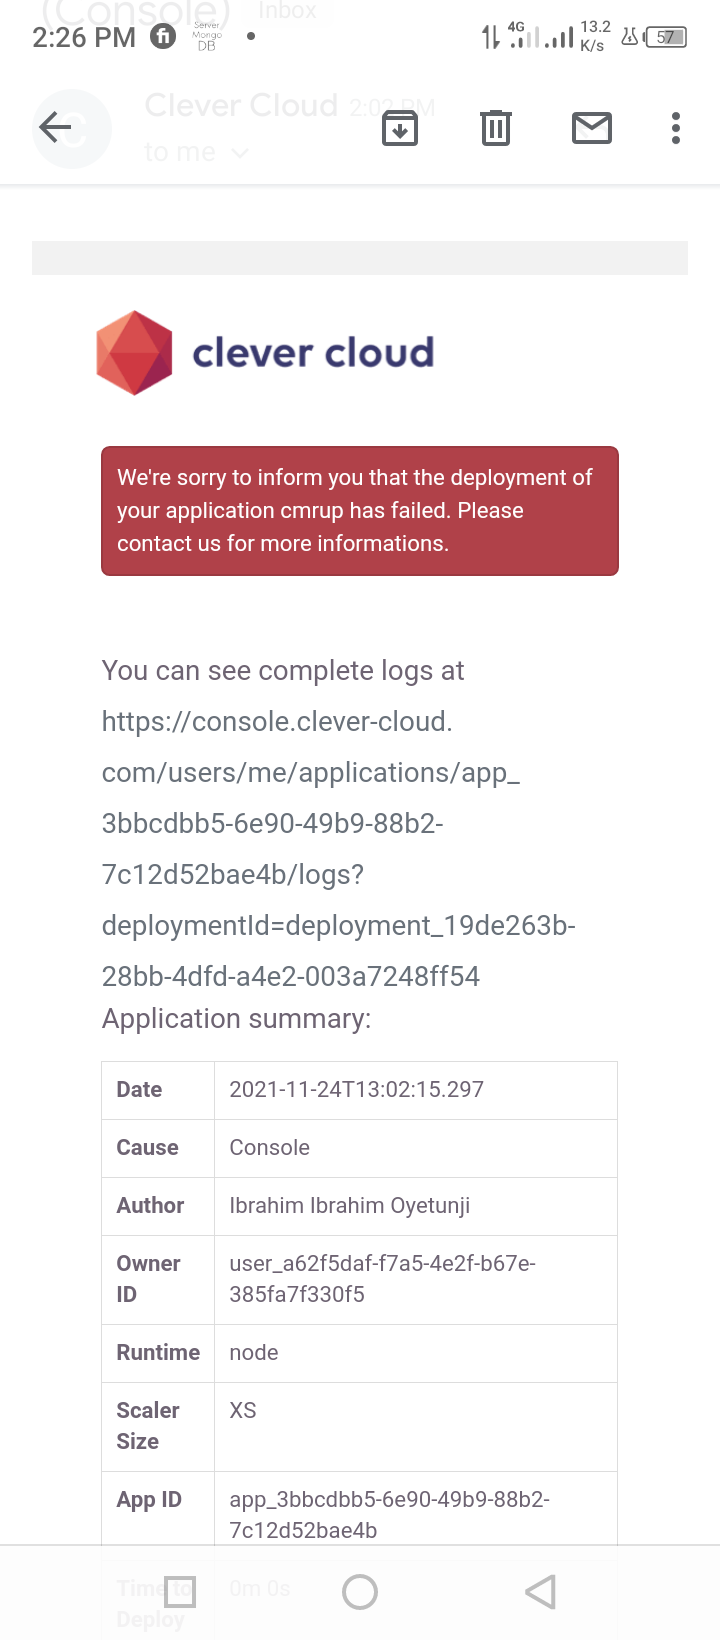 (Console) Inbox
2:26 PM
Server
Mongo
DB
4G
13.2
K/s
57
Clever Cloud 2:02 PM
to me
clever cloud
We're sorry to inform you that the deployment of
your application cmrup has failed. Please
contact us for more informations.
You can see complete logs at
https://console.clever-cloud.
com/users/me/applications/app_
3bbcdbb5-6e90-49b9-88b2-
7c12d52bae4b/logs?
deploymentId=deployment_19de263b-
28bb-4dfd-a4e2-003a7248ff54
Application summary:
Date 2021-11-24T13:02:15.297
Cause Console
Author Ibrahim Ibrahim Oyetunji
Owner user_a62f5daf-f7a5-4e2f-b67e-
ID 385fa7f330f5
Runtime node
Scaler XS
Size
App ID app_3bbcdbb5-6e90-49b9-88b2-
7c12d52bae4b
Time to 0m 0s
Deploy